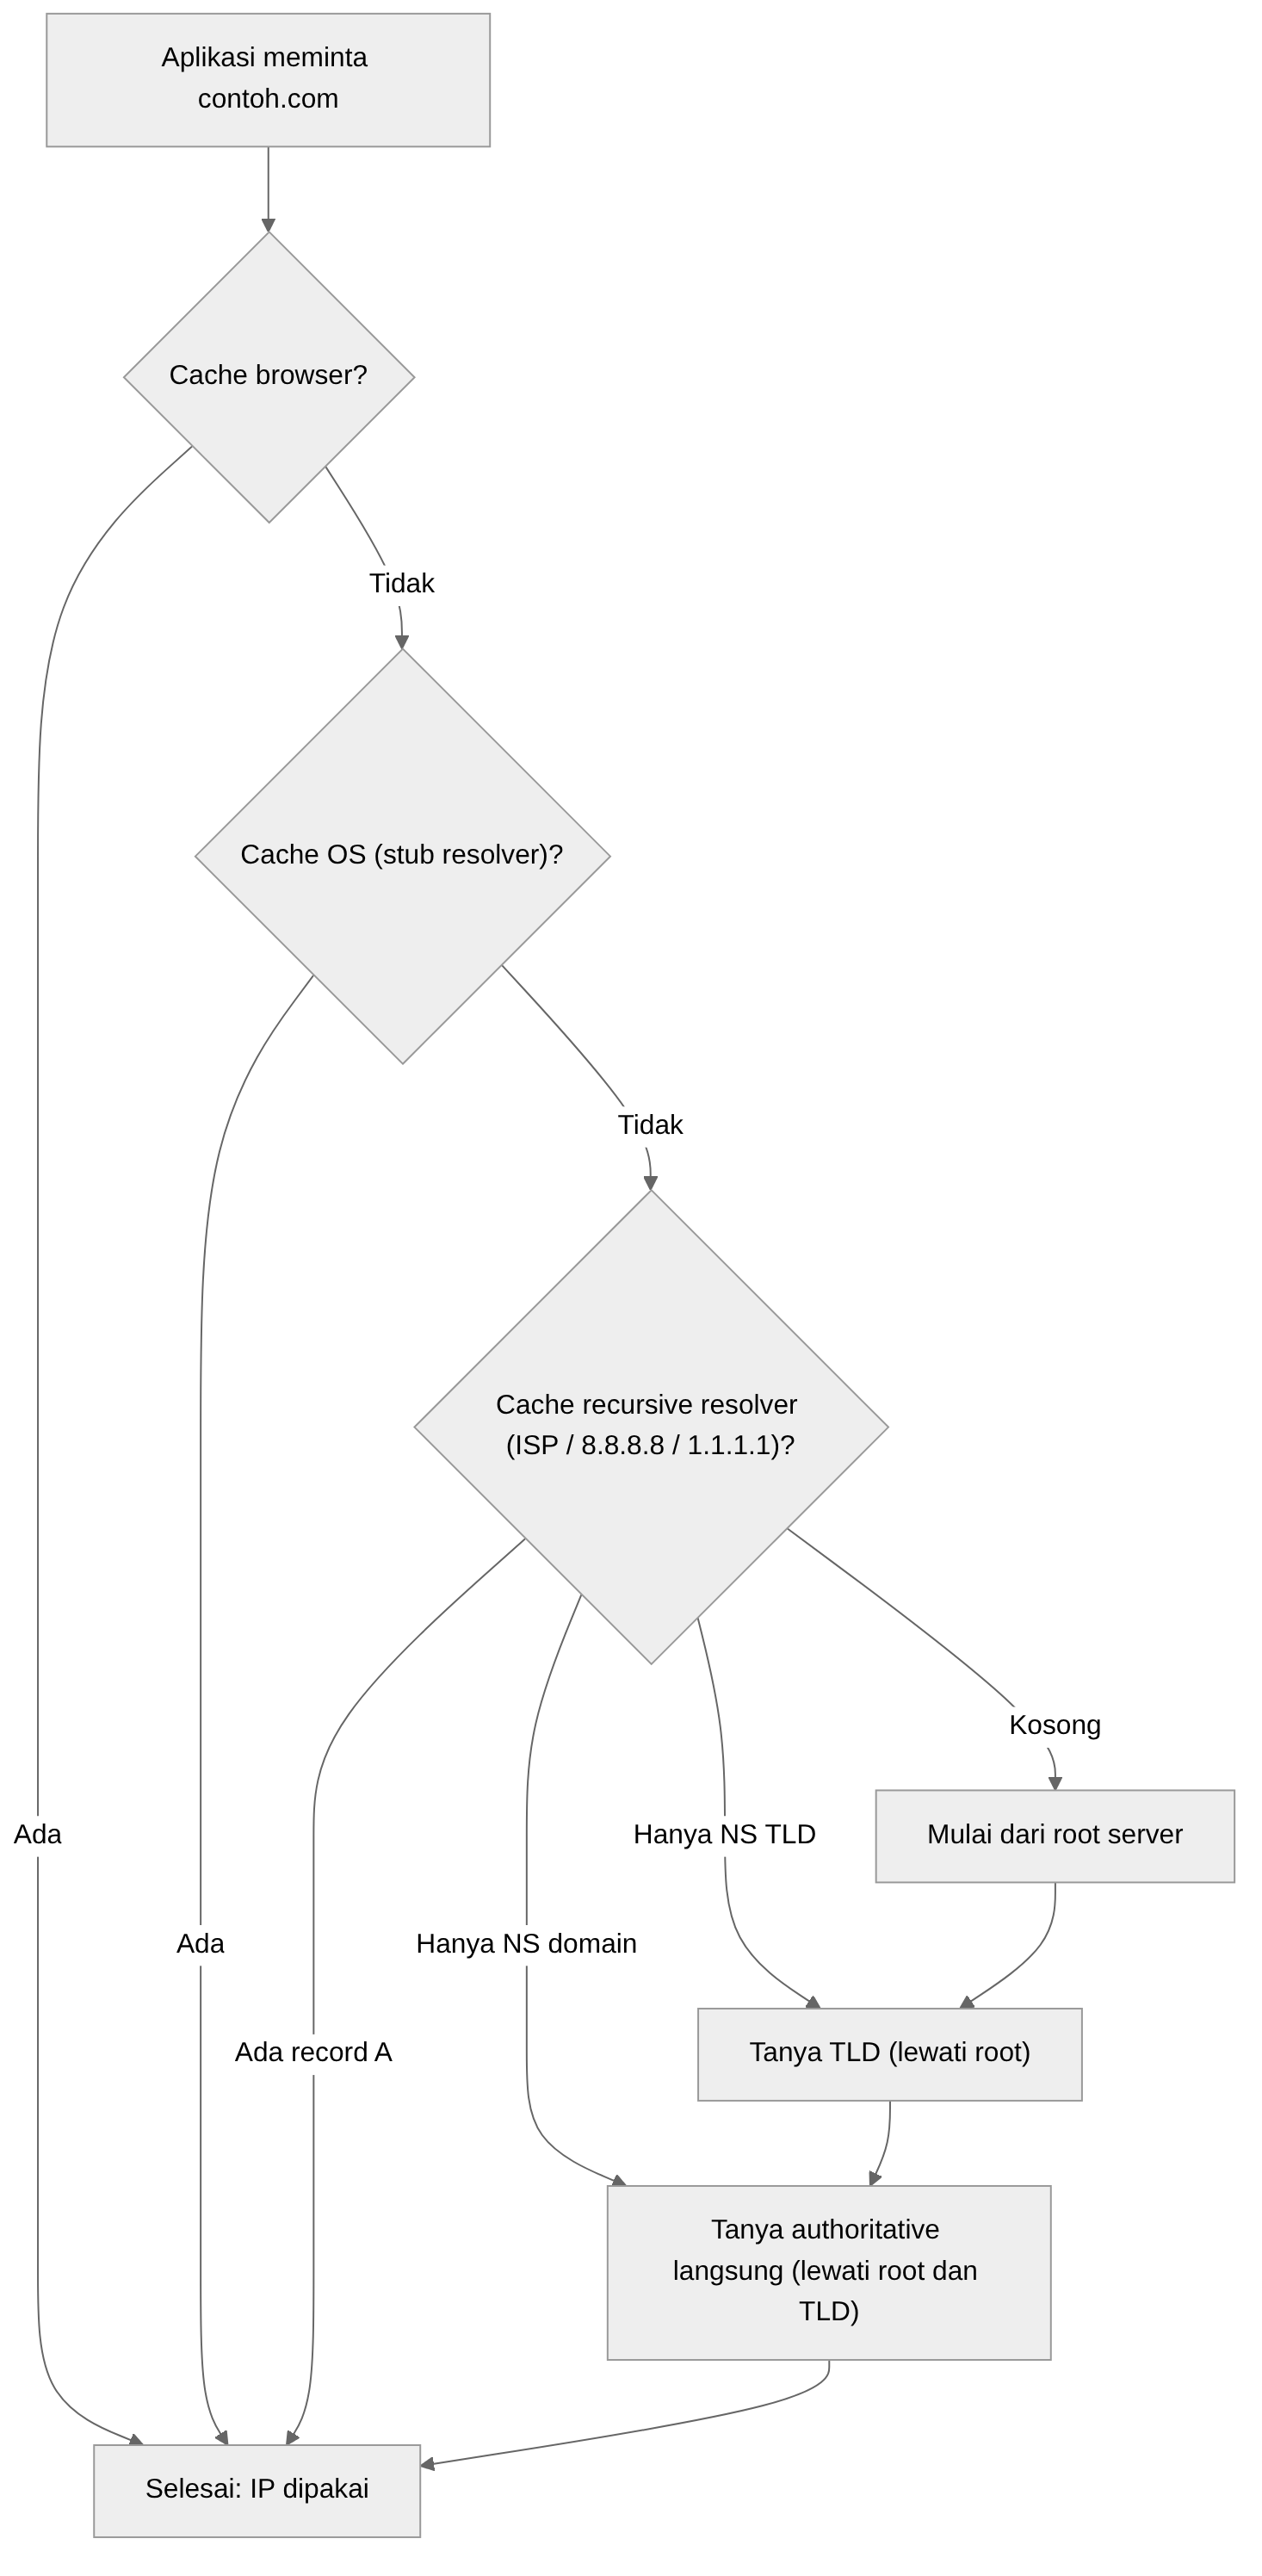 Aplikasi meminta
contoh.com
Cache browser?
Tidak
Cache OS (stub resolver)?
Tidak
Cache recursive resolver
(ISP / 8.8.8.8 / 1.1.1.1)?
Kosong
Ada
Hanya NS TLD
Mulai dari root server
Ada
Hanya NS domain
Ada record A
Tanya TLD (lewati root)
Tanya authoritative
langsung (lewati root dan
TLD)
Selesai: IP dipakai